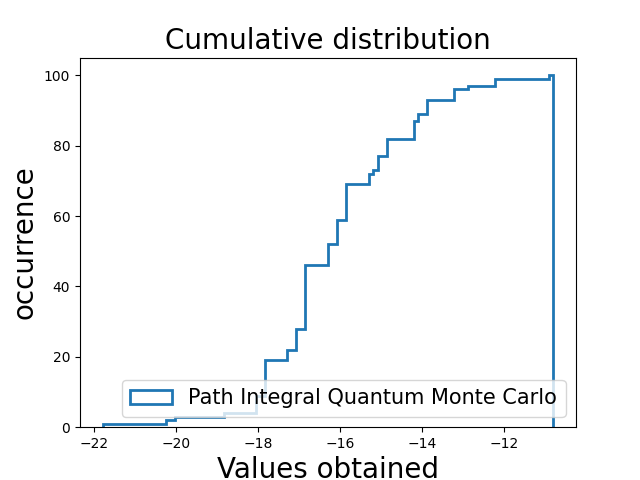 Cumulative distribution
occurrence
100
80
60
40
20
0
Path Integral Quantum Monte Carlo
−22 −20 −18 −16 −14 −12
Values obtained